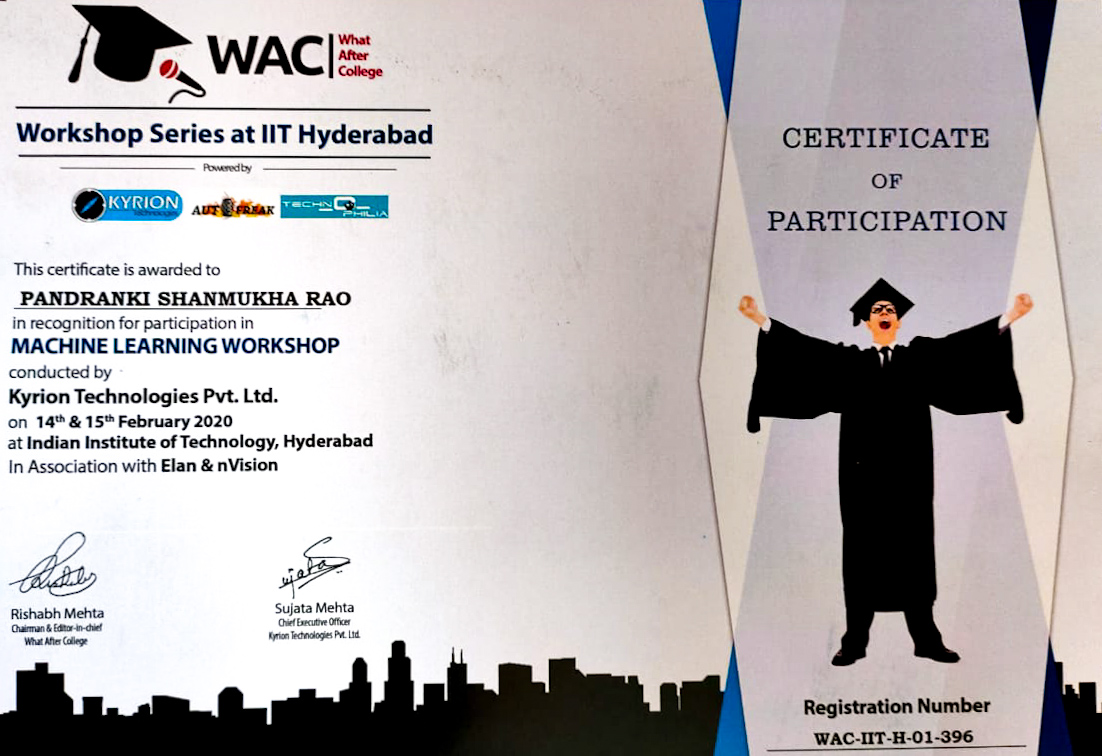 WAC
What
After
College
Workshop Series at IIT Hyderabad
Powered by
KYRION
Technologies
AUTOFREAK
TECHNOPHILIA
This certificate is awarded to
PANDRANKI SHANMUKHA RAO
in recognition for participation in
MACHINE LEARNING WORKSHOP
conducted by
Kyrion Technologies Pvt. Ltd.
on 14th & 15th February 2020
at Indian Institute of Technology, Hyderabad
In Association with Elan & nVision
Sujata
Rishabh Mehta
Chairman & Editor-in-chief
What After College
Sujata Mehta
Chief Executive Officer
Kyrion Technologies Pvt. Ltd.
CERTIFICATE
OF
PARTICIPATION
Registration Number
WAC-IIT-H-01-396